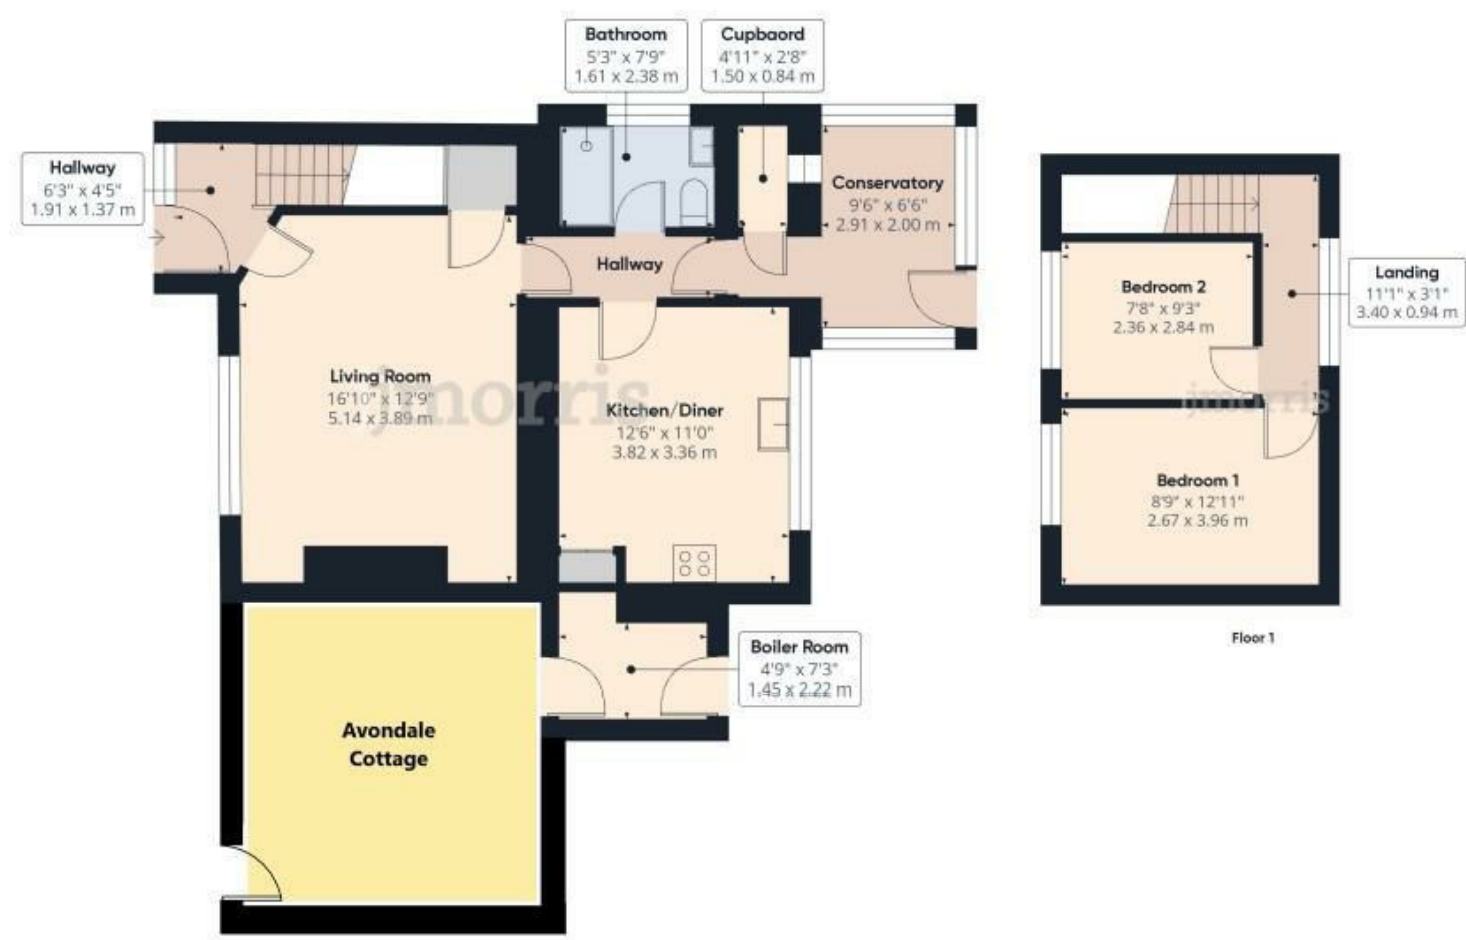 Bathroom
5'3" x 7'9"
1.61 x 2.38 m
Cupbaord
4'11" x 2'8"
1.50 x 0.84 m
Hallway
6'3" x 4'5"
1.91 x 1.37 m
Conservatory
9'6" x 6'6"
2.91 x 2.00 m
Hallway
Living Room
16'10" x 12'9"
5.14 x 3.89 m
jmorris
Kitchen/Diner
12'6" x 11'0"
3.82 x 3.36 m
Boiler Room
4'9" x 7'3"
1.45 x 2.22 m
Avondale
Cottage
Bedroom 2
7'8" x 9'3"
2.36 x 2.84 m
Landing
11'1" x 3'1"
3.40 x 0.94 m
jmorris
Bedroom 1
8'9" x 12'11"
2.67 x 3.96 m
Floor 1